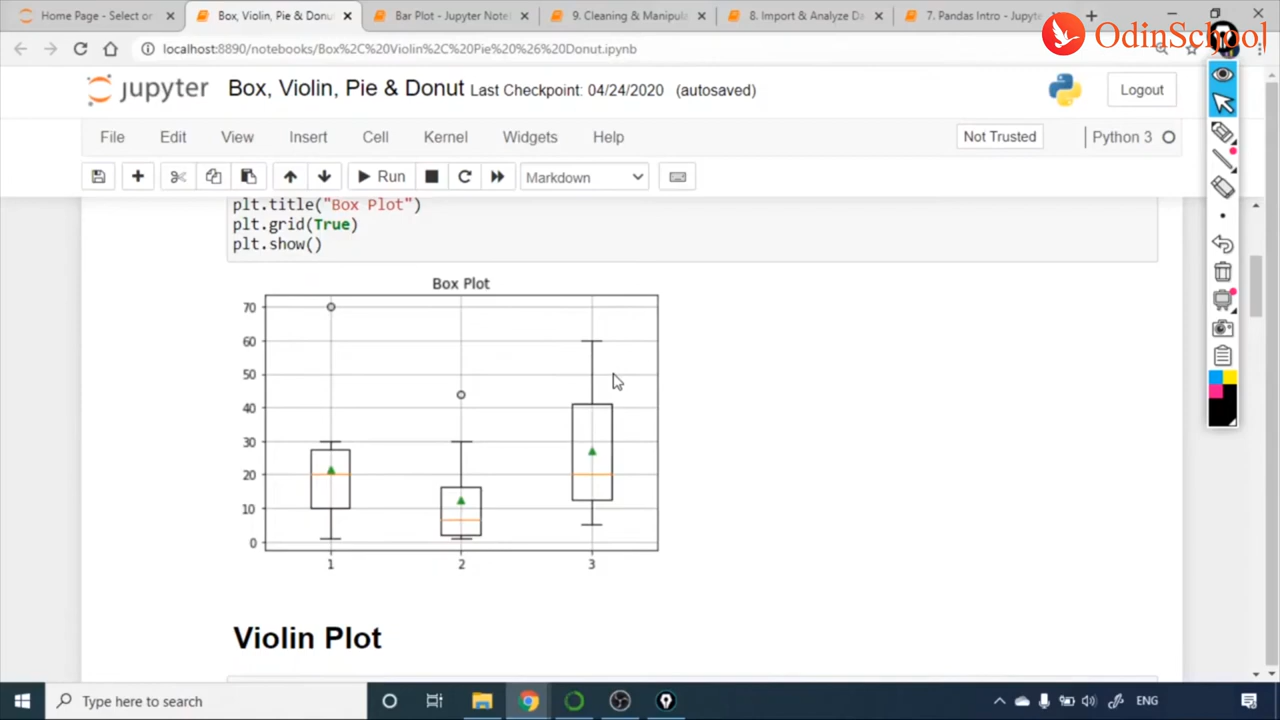 Home Page - Select or
Box, Violin, Pie & Donu
Bar Plot - Jupyter Note
9. Cleaning & Manipula
8. Import & Analyze Da
7. Pandas Intro - Jupyte
OdinSchool
localhost:8890/notebooks/Box%2C%20Violin%2C%20Pie%20%26%20Donut.ipynb
jupyter
Box, Violin, Pie & Donut Last Checkpoint: 04/24/2020 (autosaved)
Logout
File Edit View Insert Cell Kernel Widgets Help
Not Trusted
Python 3
Run
Markdown
plt.title("Box Plot")
plt.grid(True)
plt.show()
Box Plot
70
60
50
40
30
20
10
0
1 2 3
Violin Plot
Type here to search
ENG